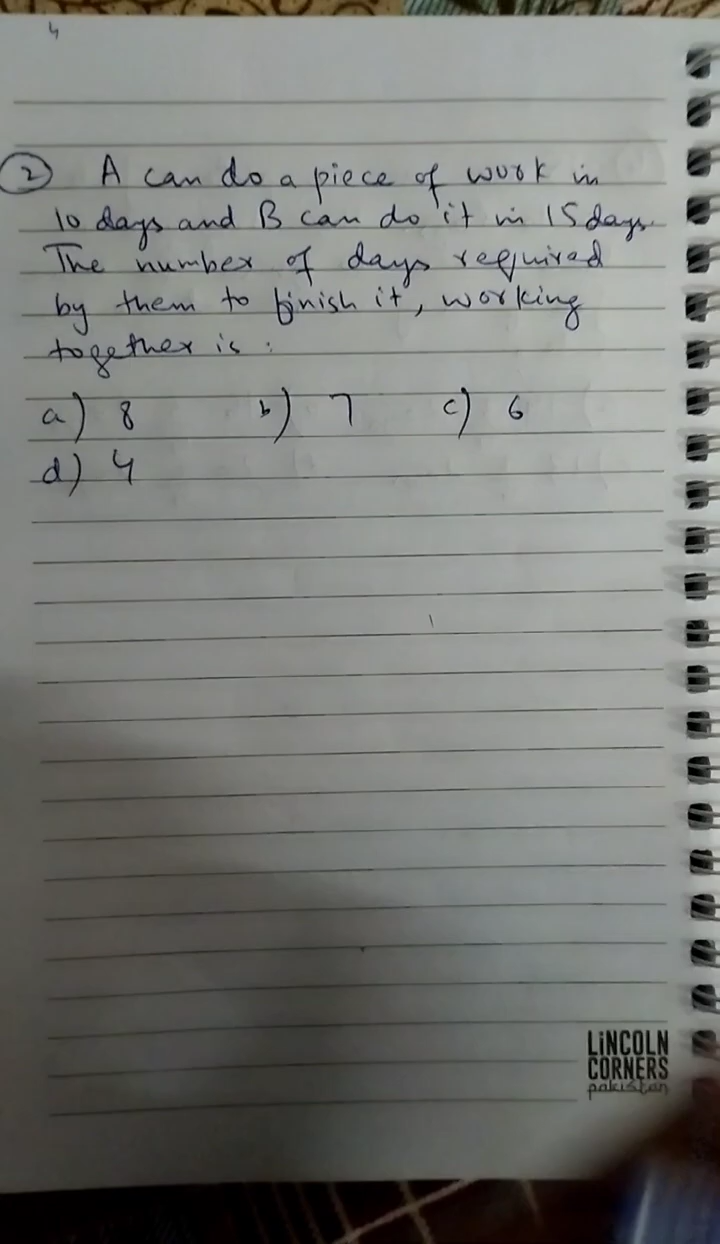 4
2 A can do a piece of work in
10 days and B can do it in 15 days.
The number of days required
by them to finish it, working
together is :
a) 8 b) 7 c) 6
d) 4
LiNCOLN
CORNERS
pakistan